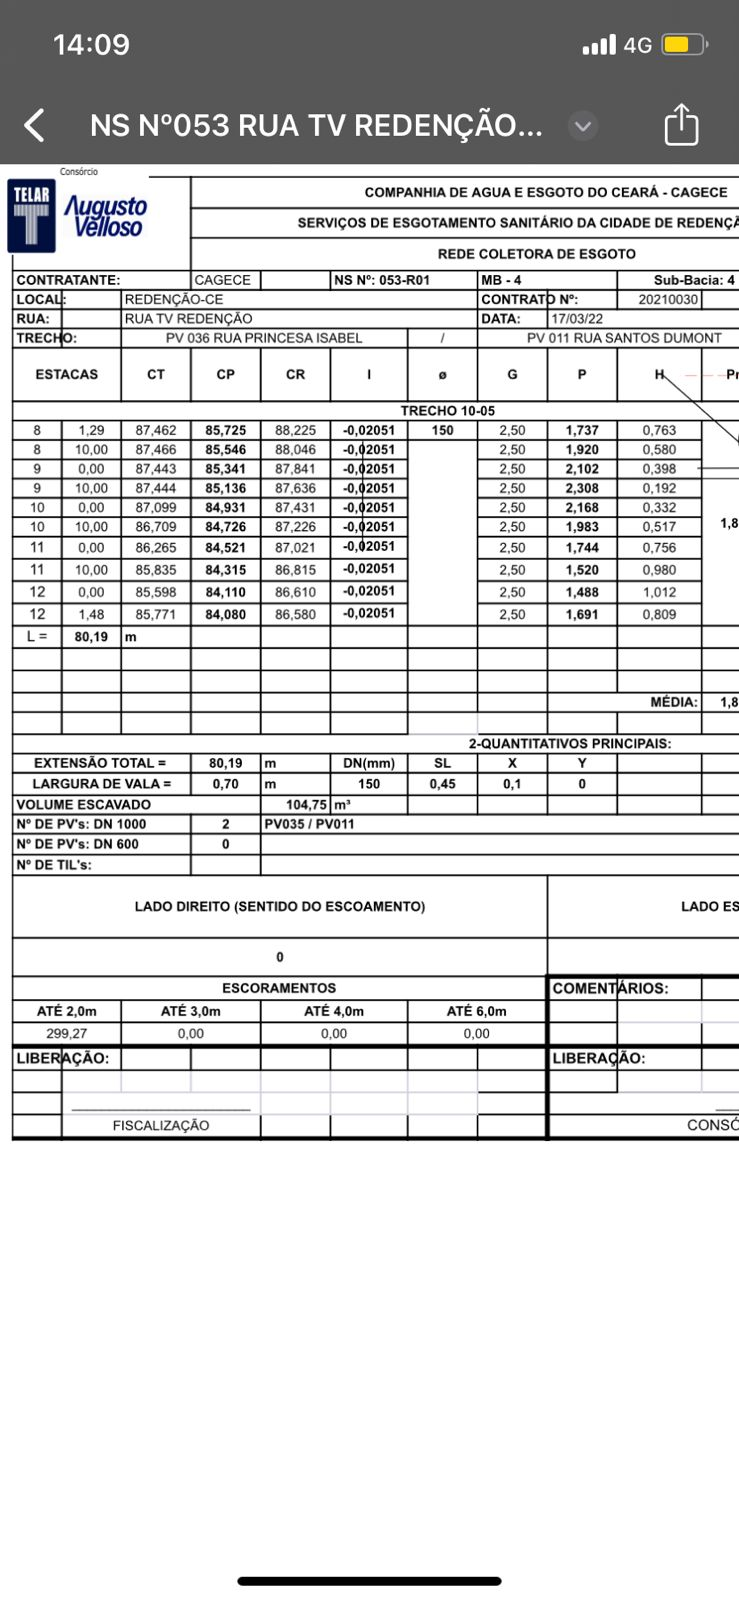 14:09
4G
NS Nº053 RUA TV REDENÇÃO...
Consórcio
TELAR
Augusto
Velloso
COMPANHIA DE AGUA E ESGOTO DO CEARÁ - CAGECE
SERVIÇOS DE ESGOTAMENTO SANITÁRIO DA CIDADE DE REDENÇÃ
REDE COLETORA DE ESGOTO
CONTRATANTE: CAGECE NS Nº: 053-R01 MB - 4 Sub-Bacia: 4
LOCAL: REDENÇÃO-CE CONTRATO Nº: 20210030
RUA: RUA TV REDENÇÃO DATA: 17/03/22
TRECHO: PV 036 RUA PRINCESA ISABEL / PV 011 RUA SANTOS DUMONT
ESTACAS CT CP CR I ø G P H Pr
TRECHO 10-05
8 1,29 87,462 85,725 88,225 -0,02051 150 2,50 1,737 0,763
8 10,00 87,466 85,546 88,046 -0,02051 2,50 1,920 0,580
9 0,00 87,443 85,341 87,841 -0,02051 2,50 2,102 0,398
9 10,00 87,444 85,136 87,636 -0,02051 2,50 2,308 0,192
10 0,00 87,099 84,931 87,431 -0,02051 2,50 2,168 0,332
10 10,00 86,709 84,726 87,226 -0,02051 2,50 1,983 0,517 1,8
11 0,00 86,265 84,521 87,021 -0,02051 2,50 1,744 0,756
11 10,00 85,835 84,315 86,815 -0,02051 2,50 1,520 0,980
12 0,00 85,598 84,110 86,610 -0,02051 2,50 1,488 1,012
12 1,48 85,771 84,080 86,580 -0,02051 2,50 1,691 0,809
L = 80,19 m
MÉDIA: 1,8
2-QUANTITATIVOS PRINCIPAIS:
EXTENSÃO TOTAL = 80,19 m DN(mm) SL X Y
LARGURA DE VALA = 0,70 m 150 0,45 0,1 0
VOLUME ESCAVADO 104,75 m³
Nº DE PV's: DN 1000 2 PV035 / PV011
Nº DE PV's: DN 600 0
Nº DE TIL's:
LADO DIREITO (SENTIDO DO ESCOAMENTO) LADO ES
0
ESCORAMENTOS COMENTÁRIOS:
ATÉ 2,0m ATÉ 3,0m ATÉ 4,0m ATÉ 6,0m
299,27 0,00 0,00 0,00
LIBERAÇÃO: LIBERAÇÃO:
FISCALIZAÇÃO CONSÓ